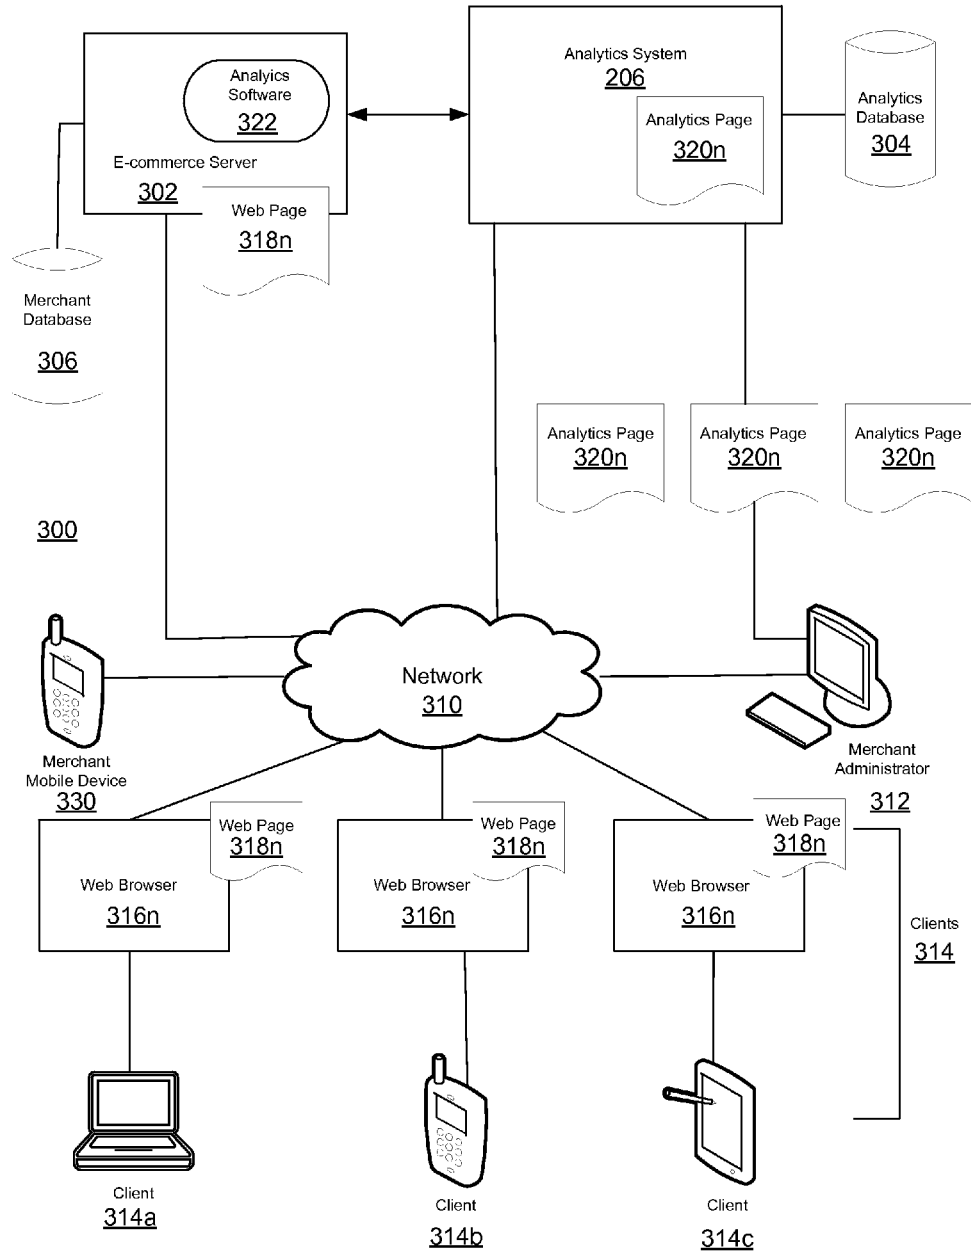 Analyics
Software
322
E-commerce Server
302
Web Page
318n
Analytics System
206
Analytics Page
320n
Analytics
Database
304
Merchant
Database
306
Analytics Page
320n
Analytics Page
320n
Analytics Page
320n
300
Network
310
Merchant
Mobile Device
330
Merchant
Administrator
312
Web Page
318n
Web Browser
316n
Web Page
318n
Web Browser
316n
Web Page
318n
Web Browser
316n
Clients
314
Client
314a
Client
314b
Client
314c